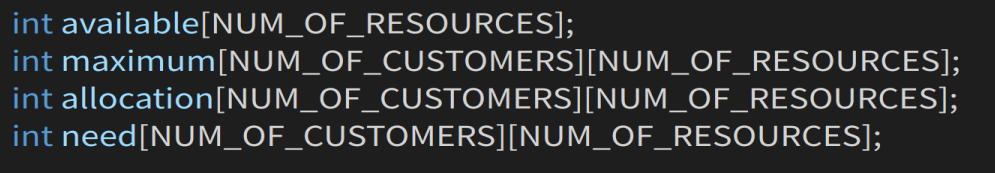 int available[NUM_OF_RESOURCES];
int maximum[NUM_OF_CUSTOMERS][NUM_OF_RESOURCES];
int allocation[NUM_OF_CUSTOMERS][NUM_OF_RESOURCES];
int need[NUM_OF_CUSTOMERS][NUM_OF_RESOURCES];